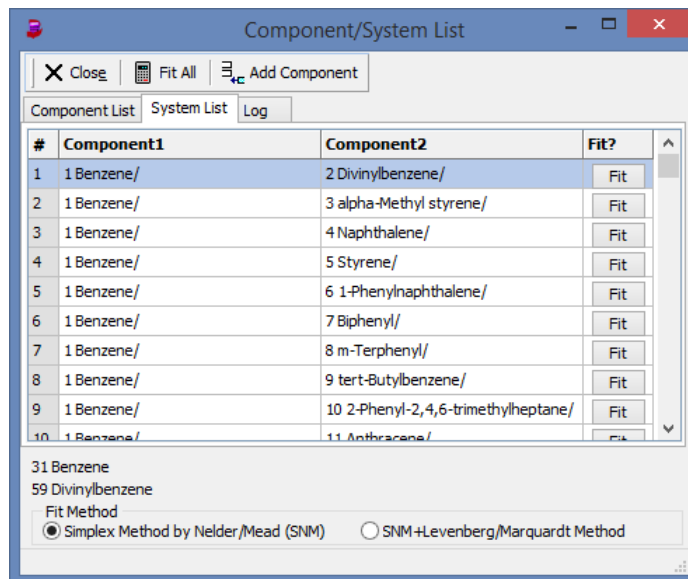 Component/System List
Close Fit All Add Component
Component List System List Log
# Component1 Component2 Fit?
1 1 Benzene/ 2 Divinylbenzene/ Fit
2 1 Benzene/ 3 alpha-Methyl styrene/ Fit
3 1 Benzene/ 4 Naphthalene/ Fit
4 1 Benzene/ 5 Styrene/ Fit
5 1 Benzene/ 6 1-Phenylnaphthalene/ Fit
6 1 Benzene/ 7 Biphenyl/ Fit
7 1 Benzene/ 8 m-Terphenyl/ Fit
8 1 Benzene/ 9 tert-Butylbenzene/ Fit
9 1 Benzene/ 10 2-Phenyl-2,4,6-trimethylheptane/ Fit
10 1 Benzene/ 11 Anthracene/ Fit
31 Benzene
59 Divinylbenzene
Fit Method
Simplex Method by Nelder/Mead (SNM) SNM+Levenberg/Marquardt Method